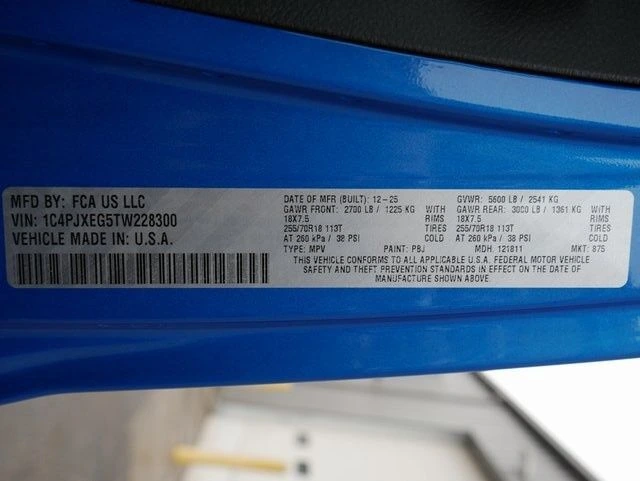 MFD BY: FCA US LLC
VIN: 1C4PJXEG5TW228300
VEHICLE MADE IN: U.S.A.
DATE OF MFR (BUILT): 12-25
GAWR FRONT: 2700 LB / 1225 KG
18X7.5
255/70R18 113T TIRES
AT 260 kPa / 38 PSI COLD
TYPE: MPV PAINT: PBJ
GVWR: 5600 LB / 2541 KG
GAWR REAR: 3000 LB / 1361 KG
18X7.5
255/70R18 113T TIRES
AT 260 kPa / 38 PSI COLD
MDH: 121811 MKT: 875
THIS VEHICLE CONFORMS TO ALL APPLICABLE U.S.A. FEDERAL MOTOR VEHICLE
SAFETY AND THEFT PREVENTION STANDARDS IN EFFECT ON THE DATE OF
MANUFACTURE SHOWN ABOVE.